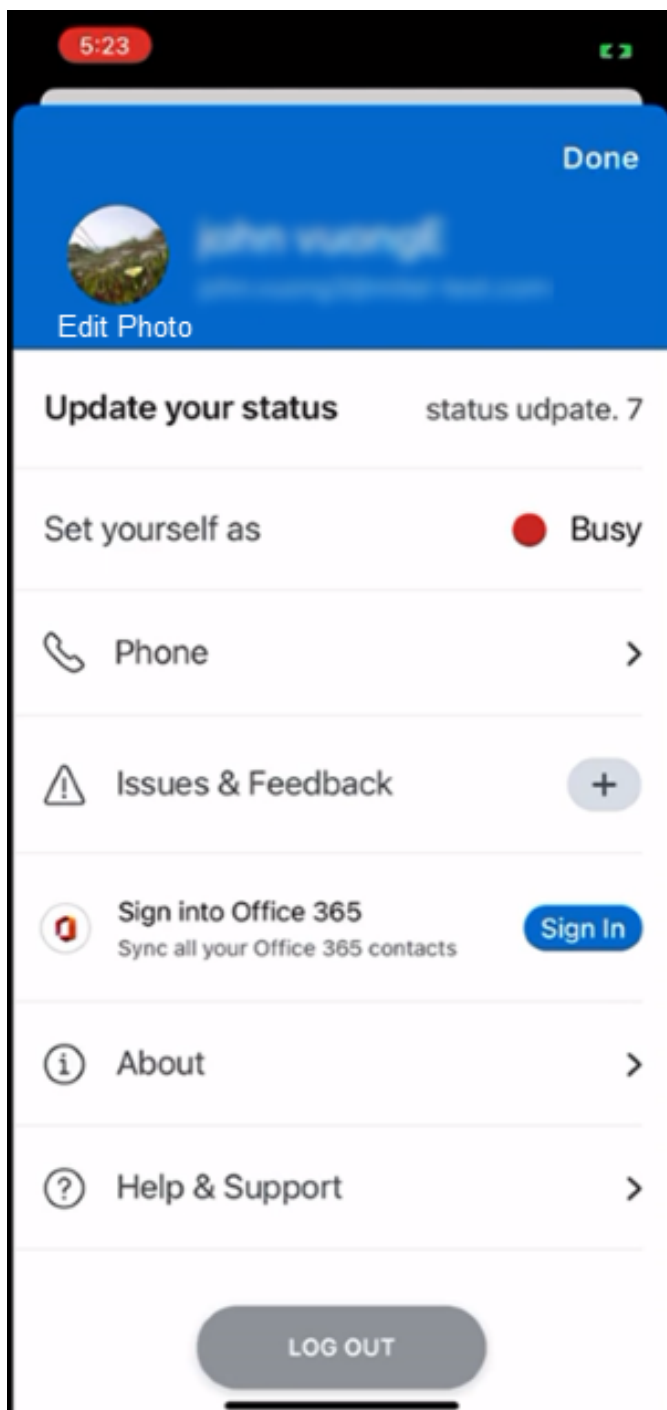 5:23
Done
Edit Photo
Update your status status udpate. 7
Set yourself as Busy
Phone
Issues & Feedback +
Sign into Office 365 Sign In
Sync all your Office 365 contacts
About
Help & Support
LOG OUT